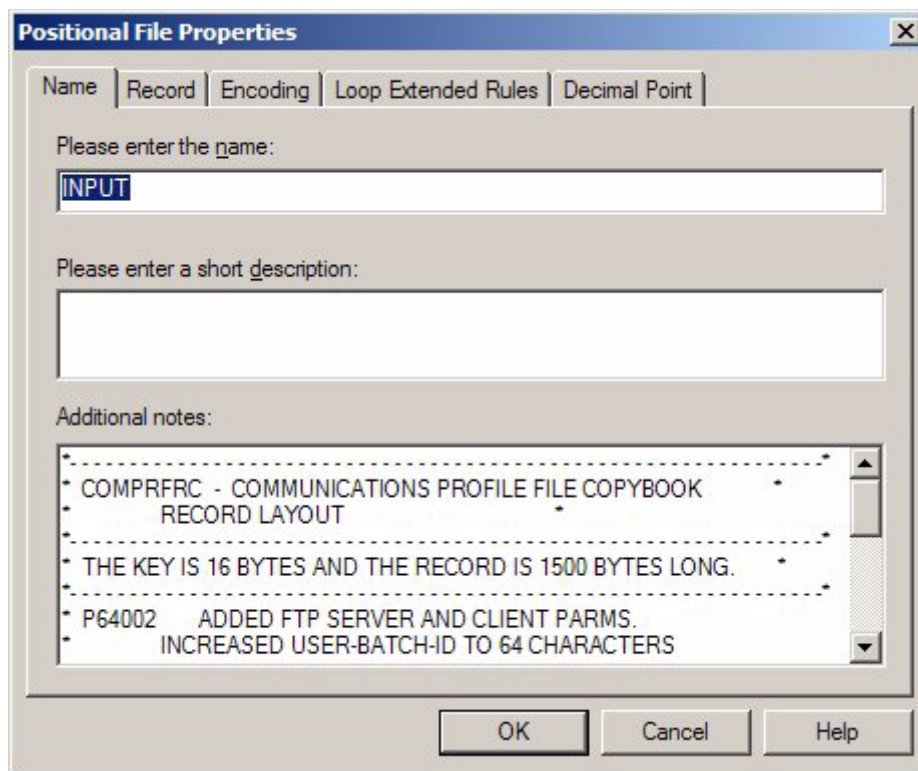 Positional File Properties
Name Record Encoding Loop Extended Rules Decimal Point
Please enter the name:
INPUT
Please enter a short description:
Additional notes:
*- - - - - - - - - - - - - - - - - - - - - - - - - - - - - - - - - - - - - - - - - - - - - - - - - - - - - - - - - - - - - - - - - -*
* COMPRFRC - COMMUNICATIONS PROFILE FILE COPYBOOK *
* RECORD LAYOUT *
*- - - - - - - - - - - - - - - - - - - - - - - - - - - - - - - - - - - - - - - - - - - - - - - - - - - - - - - - - - - - - - - - - -*
* THE KEY IS 16 BYTES AND THE RECORD IS 1500 BYTES LONG. *
*- - - - - - - - - - - - - - - - - - - - - - - - - - - - - - - - - - - - - - - - - - - - - - - - - - - - - - - - - - - - - - - - - -*
* P64002 ADDED FTP SERVER AND CLIENT PARMS.
* INCREASED USER-BATCH-ID TO 64 CHARACTERS
OK Cancel Help